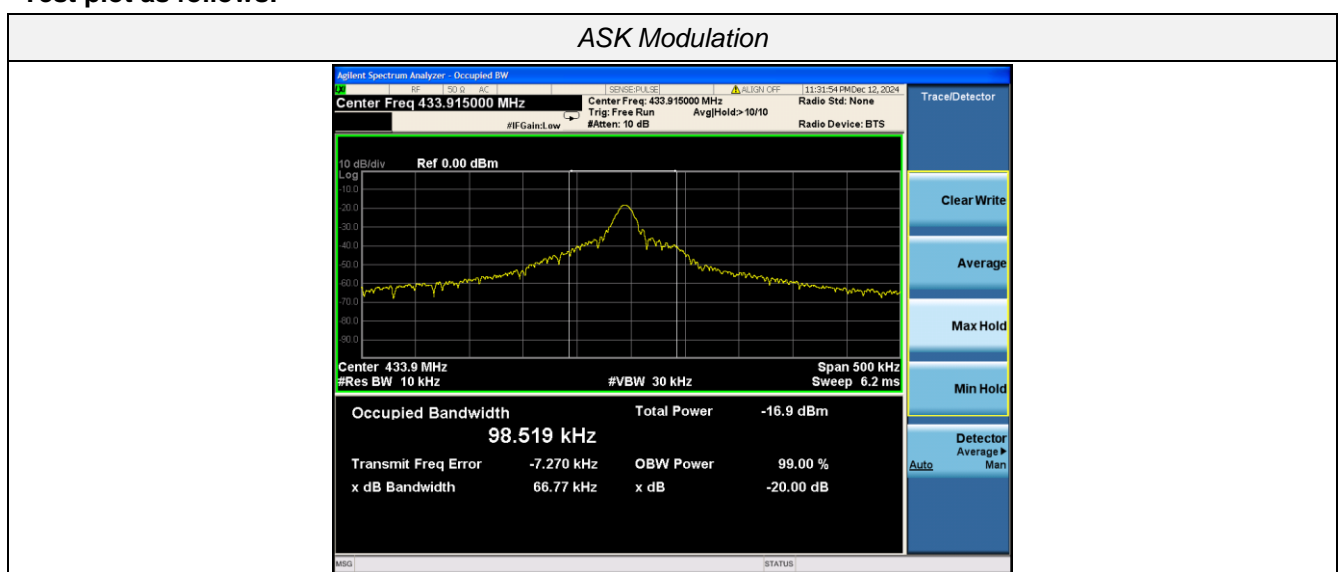 Test plot as follows:
ASK Modulation
Agilent Spectrum Analyzer - Occupied BW
RF 50 Ω AC SENSE:PULSE ALIGN OFF 11:31:54 PM Dec 12, 2024
Center Freq 433.915000 MHz
Center Freq: 433.915000 MHz
Radio Std: None
Trig: Free Run Avg|Hold:> 10/10
#IFGain:Low #Atten: 10 dB Radio Device: BTS
10 dB/div Ref 0.00 dBm
Log
-10.0
-20.0
-30.0
-40.0
-50.0
-60.0
-70.0
-80.0
-90.0
Center 433.9 MHz Span 500 kHz
#Res BW 10 kHz #VBW 30 kHz Sweep 6.2 ms
Occupied Bandwidth Total Power -16.9 dBm
98.519 kHz
Transmit Freq Error -7.270 kHz OBW Power 99.00 %
x dB Bandwidth 66.77 kHz x dB -20.00 dB
MSG STATUS
Trace/Detector
Clear Write
Average
Max Hold
Min Hold
Detector
Average
Auto Man